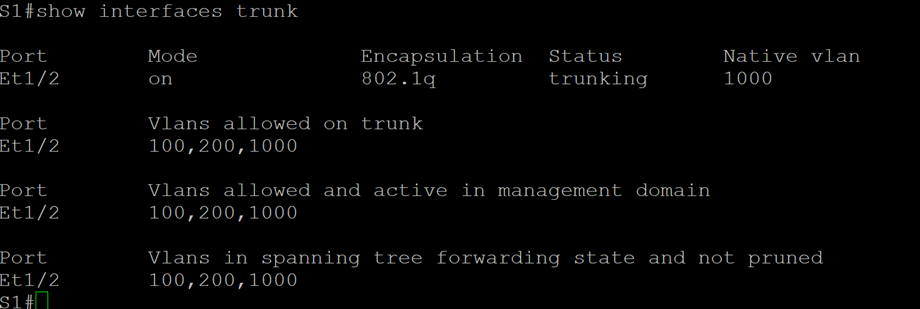 S1#show interfaces trunk
Port Mode Encapsulation Status Native vlan
Et1/2 on 802.1q trunking 1000
Port Vlans allowed on trunk
Et1/2 100,200,1000
Port Vlans allowed and active in management domain
Et1/2 100,200,1000
Port Vlans in spanning tree forwarding state and not pruned
Et1/2 100,200,1000
S1#